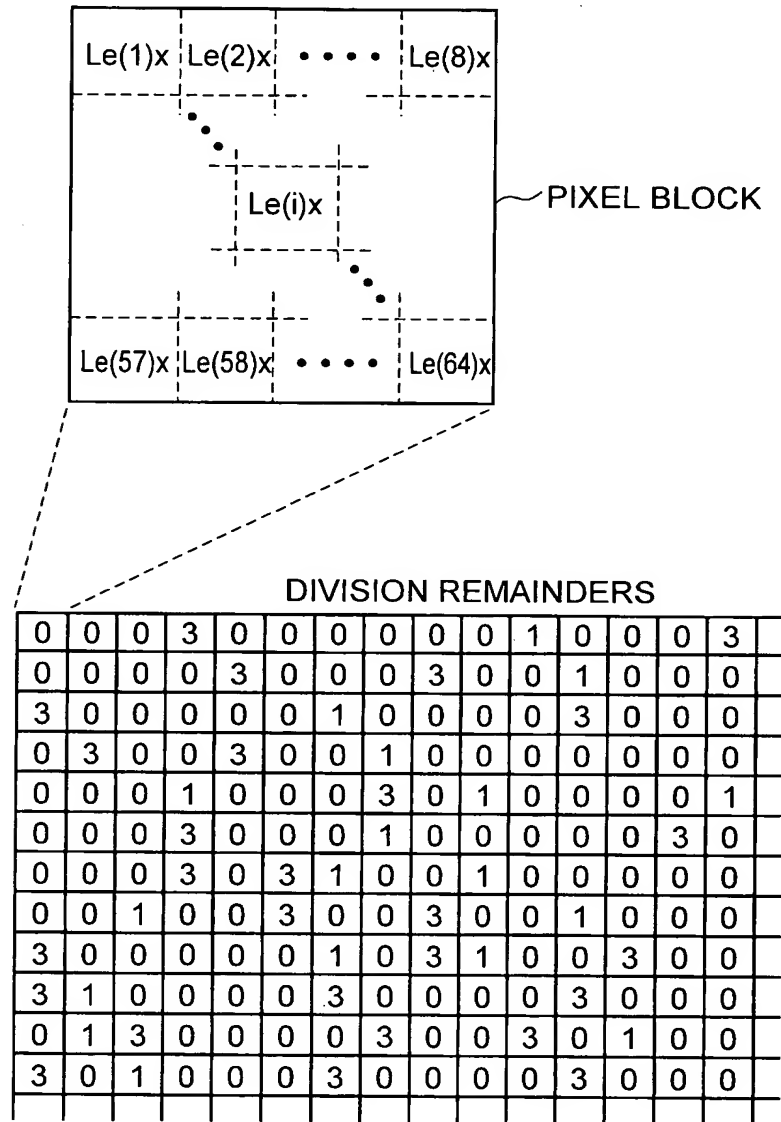 Le(1)x Le(2)x • • • • Le(8)x
Le(i)x
PIXEL BLOCK
Le(57)x Le(58)x • • • • Le(64)x
DIVISION REMAINDERS
0 0 0 3 0 0 0 0 0 0 1 0 0 0 3
0 0 0 0 3 0 0 0 3 0 0 1 0 0 0
3 0 0 0 0 0 1 0 0 0 0 3 0 0 0
0 3 0 0 3 0 0 1 0 0 0 0 0 0 0
0 0 0 1 0 0 0 3 0 1 0 0 0 0 1
0 0 0 3 0 0 0 1 0 0 0 0 0 3 0
0 0 0 3 0 3 1 0 0 1 0 0 0 0 0
0 0 1 0 0 3 0 0 3 0 0 1 0 0 0
3 0 0 0 0 0 1 0 3 1 0 0 3 0 0
3 1 0 0 0 0 3 0 0 0 0 3 0 0 0
0 1 3 0 0 0 0 3 0 0 3 0 1 0 0
3 0 1 0 0 0 3 0 0 0 0 3 0 0 0